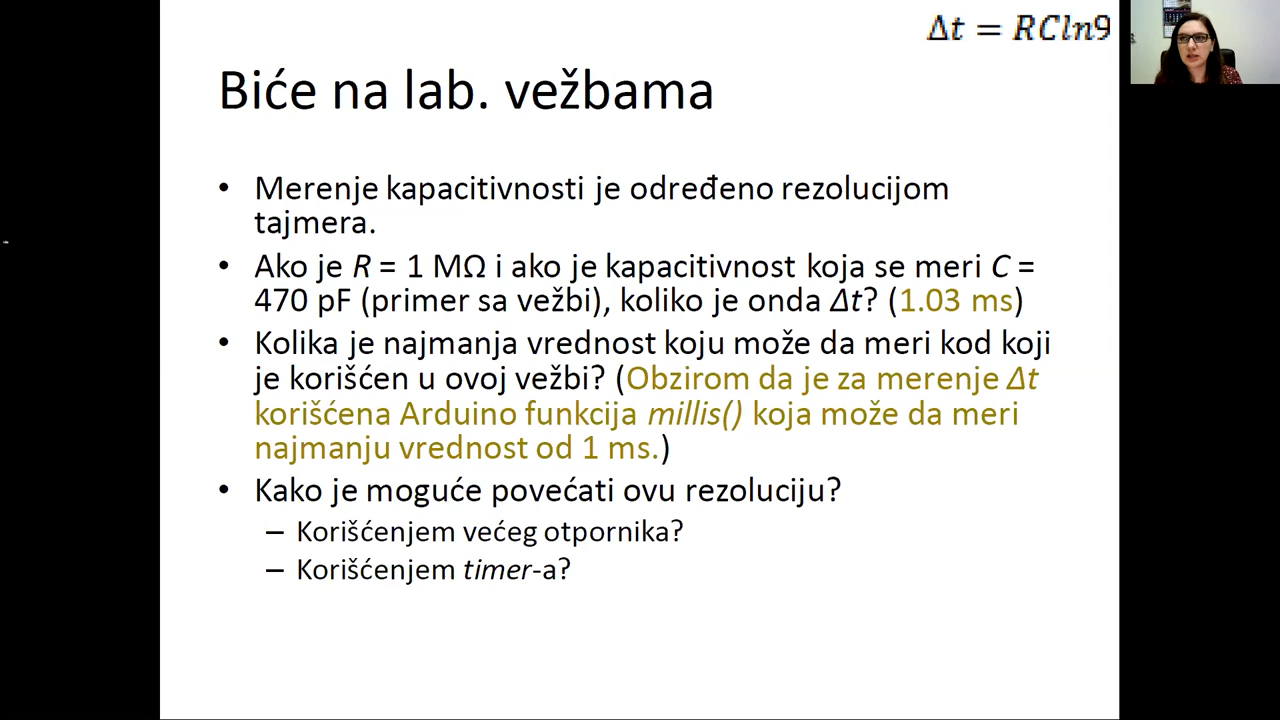 Δt = RCln9
Biće na lab. vežbama
• Merenje kapacitivnosti je određeno rezolucijom
tajmera.
• Ako je R = 1 MΩ i ako je kapacitivnost koja se meri C =
470 pF (primer sa vežbi), koliko je onda Δt? (1.03 ms)
• Kolika je najmanja vrednost koju može da meri kod koji
je korišćen u ovoj vežbi? (Obzirom da je za merenje Δt
korišćena Arduino funkcija millis() koja može da meri
najmanju vrednost od 1 ms.)
• Kako je moguće povećati ovu rezoluciju?
– Korišćenjem većeg otpornika?
– Korišćenjem timer-a?